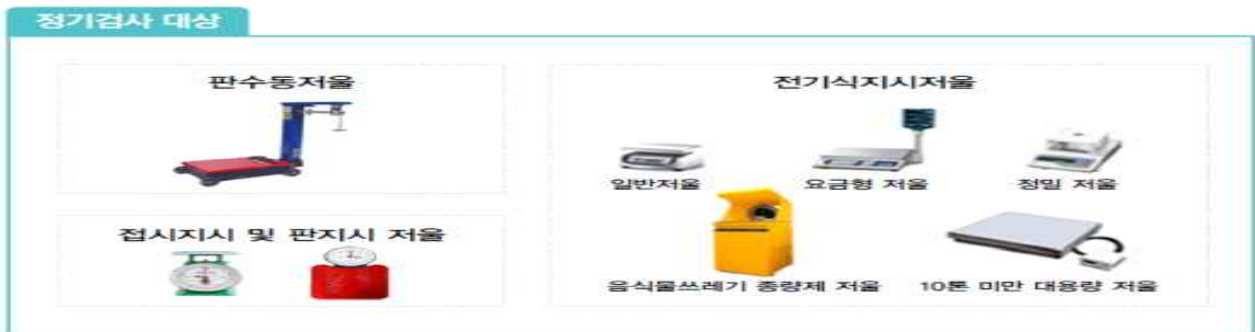 정기검사 대상
판수동저울
접시지시 및 판지시 저울
전기식지시저울
일반저울
요금형 저울
정밀 저울
음식물쓰레기 종량제 저울
10톤 미만 대용량 저울